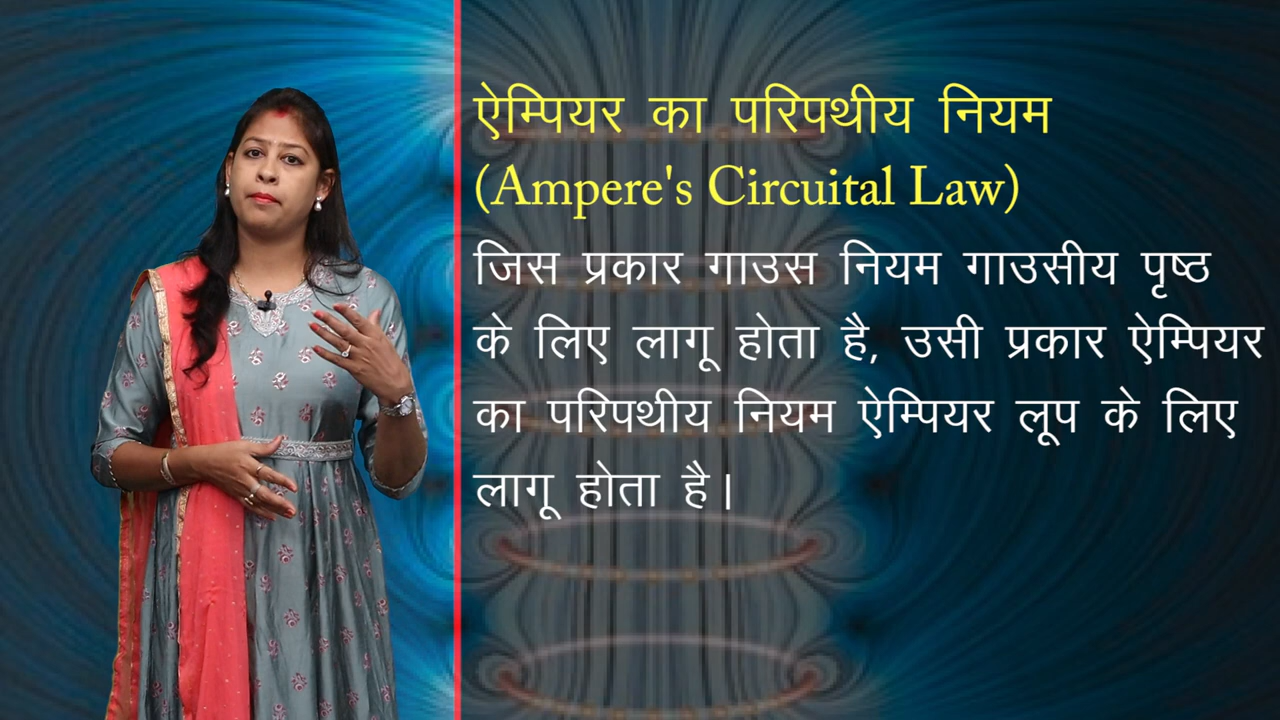 ऐम्पियर का परिपथीय नियम
(Ampere's Circuital Law)
जिस प्रकार गाउस नियम गाउसीय पृष्ठ
के लिए लागू होता है, उसी प्रकार ऐम्पियर
का परिपथीय नियम ऐम्पियर लूप के लिए
लागू होता है।